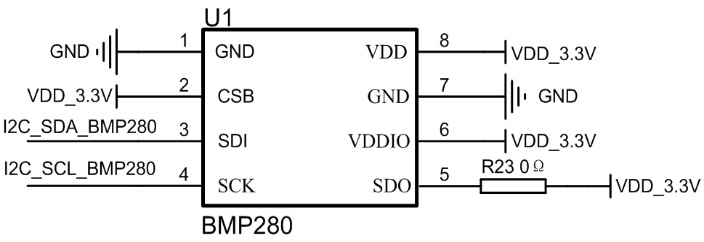 U1
GND 1 GND VDD 8 VDD_3.3V
VDD_3.3V 2 CSB GND 7 GND
I2C_SDA_BMP280 3 SDI VDDIO 6 VDD_3.3V
I2C_SCL_BMP280 4 SCK SDO 5 R23 0 Ω VDD_3.3V
BMP280